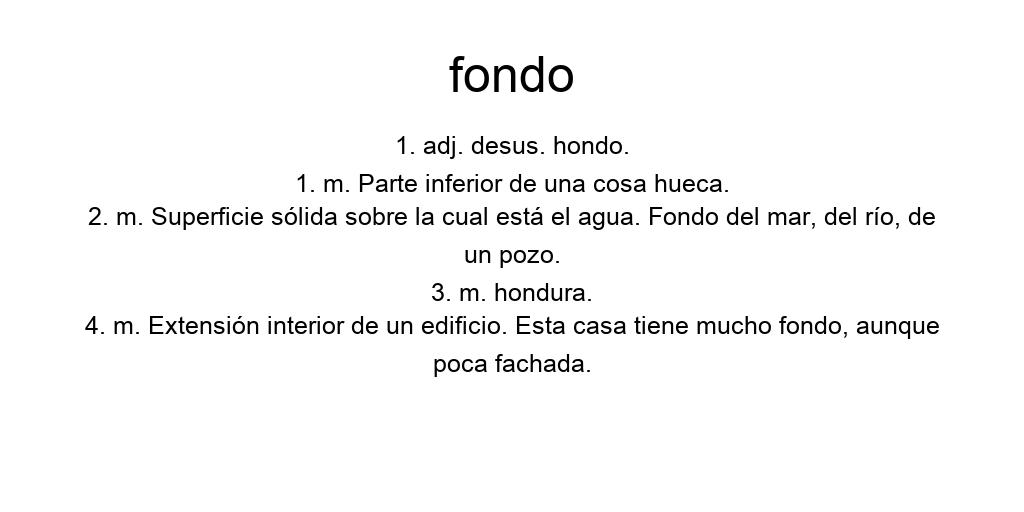 fondo
1. adj. desus. hondo.
1. m. Parte inferior de una cosa hueca.
2. m. Superficie sólida sobre la cual está el agua. Fondo del mar, del río, de
un pozo.
3. m. hondura.
4. m. Extensión interior de un edificio. Esta casa tiene mucho fondo, aunque
poca fachada.